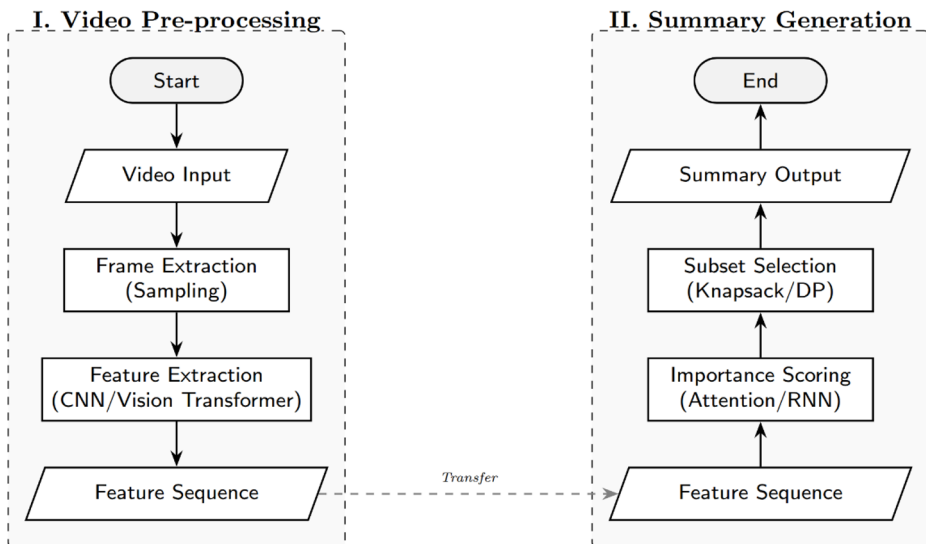 I. Video Pre-processing
Start
Video Input
Frame Extraction
(Sampling)
Feature Extraction
(CNN/Vision Transformer)
Feature Sequence
Transfer
II. Summary Generation
End
Summary Output
Subset Selection
(Knapsack/DP)
Importance Scoring
(Attention/RNN)
Feature Sequence